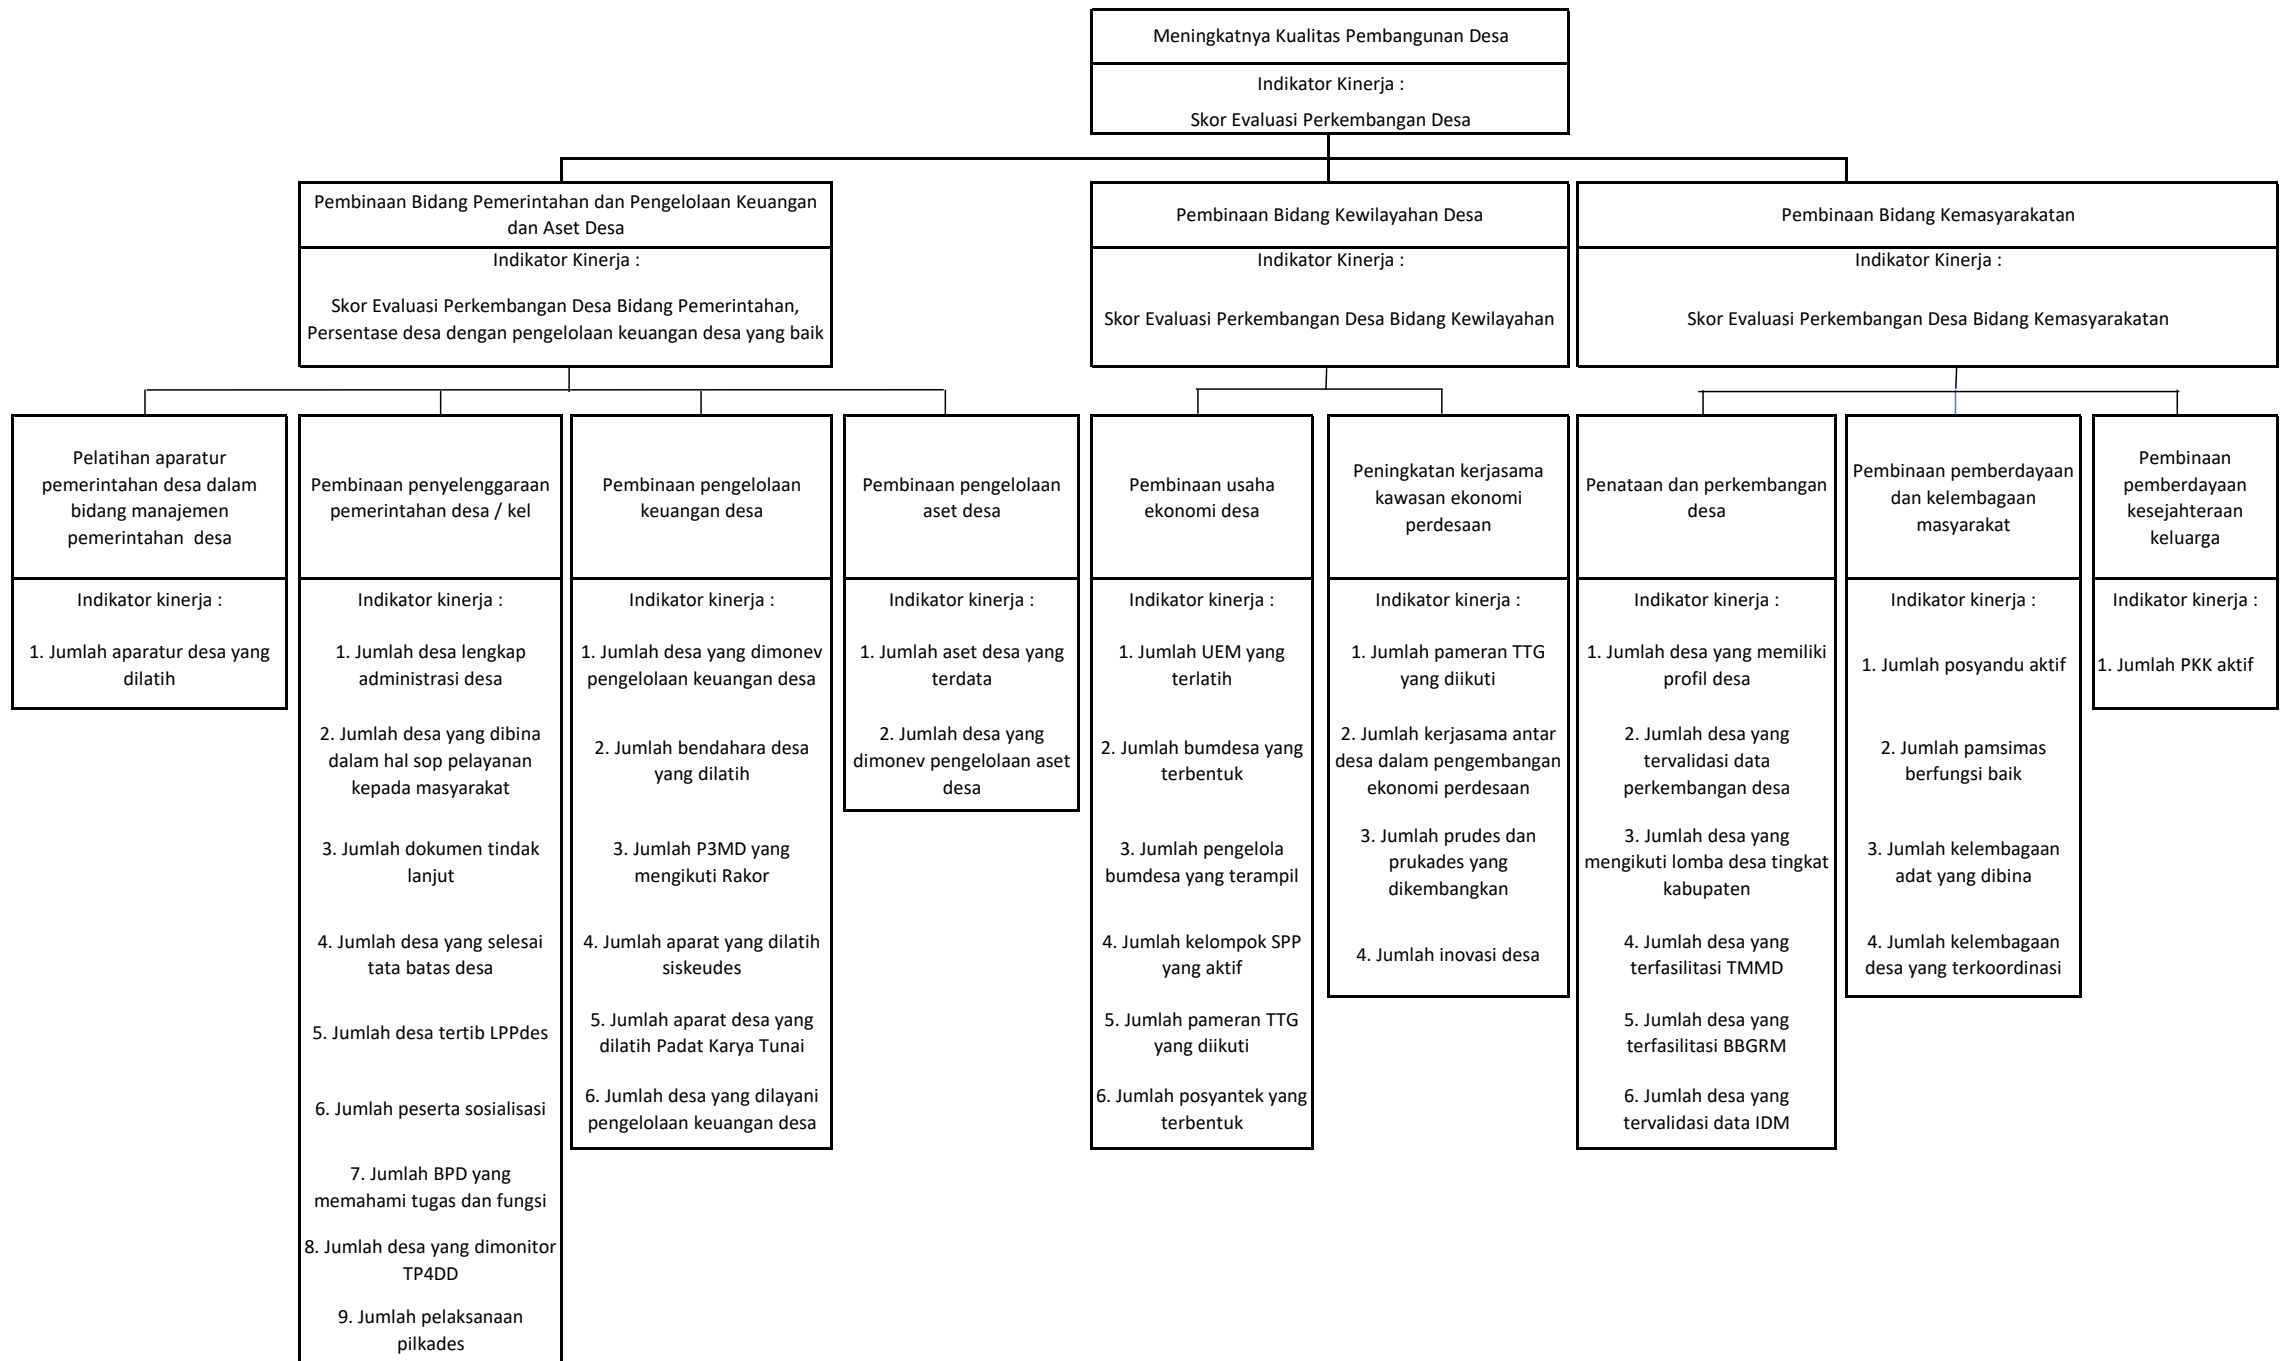 Meningkatnya Kualitas Pembangunan Desa
Indikator Kinerja :
Skor Evaluasi Perkembangan Desa
Pembinaan Bidang Pemerintahan dan Pengelolaan Keuangan
dan Aset Desa
Indikator Kinerja :
Skor Evaluasi Perkembangan Desa Bidang Pemerintahan,
Persentase desa dengan pengelolaan keuangan desa yang baik
Pembinaan Bidang Kewilayahan Desa
Indikator Kinerja :
Skor Evaluasi Perkembangan Desa Bidang Kewilayahan
Pembinaan Bidang Kemasyarakatan
Indikator Kinerja :
Skor Evaluasi Perkembangan Desa Bidang Kemasyarakatan
Pelatihan aparatur
pemerintahan desa dalam
bidang manajemen
pemerintahan  desa
Indikator kinerja :
1. Jumlah aparatur desa yang
dilatih
Pembinaan penyelenggaraan
pemerintahan desa / kel
Indikator kinerja :
1. Jumlah desa lengkap
administrasi desa
2. Jumlah desa yang dibina
dalam hal sop pelayanan
kepada masyarakat
3. Jumlah dokumen tindak
lanjut
4. Jumlah desa yang selesai
tata batas desa
5. Jumlah desa tertib LPPdes
6. Jumlah peserta sosialisasi
7. Jumlah BPD yang
memahami tugas dan fungsi
8. Jumlah desa yang dimonitor
TP4DD
9. Jumlah pelaksanaan
pilkades
Pembinaan pengelolaan
keuangan desa
Indikator kinerja :
1. Jumlah desa yang dimonev
pengelolaan keuangan desa
2. Jumlah bendahara desa
yang dilatih
3. Jumlah P3MD yang
mengikuti Rakor
4. Jumlah aparat yang dilatih
siskeudes
5. Jumlah aparat desa yang
dilatih Padat Karya Tunai
6. Jumlah desa yang dilayani
pengelolaan keuangan desa
Pembinaan pengelolaan
aset desa
Indikator kinerja :
1. Jumlah aset desa yang
terdata
2. Jumlah desa yang
dimonev pengelolaan aset
desa
Pembinaan usaha
ekonomi desa
Indikator kinerja :
1. Jumlah UEM yang
terlatih
2. Jumlah bumdesa yang
terbentuk
3. Jumlah pengelola
bumdesa yang terampil
4. Jumlah kelompok SPP
yang aktif
5. Jumlah pameran TTG
yang diikuti
6. Jumlah posyantek yang
terbentuk
Peningkatan kerjasama
kawasan ekonomi
perdesaan
Indikator kinerja :
1. Jumlah pameran TTG
yang diikuti
2. Jumlah kerjasama antar
desa dalam pengembangan
ekonomi perdesaan
3. Jumlah prudes dan
prukades yang
dikembangkan
4. Jumlah inovasi desa
Penataan dan perkembangan
desa
Indikator kinerja :
1. Jumlah desa yang memiliki
profil desa
2. Jumlah desa yang
tervalidasi data
perkembangan desa
3. Jumlah desa yang
mengikuti lomba desa tingkat
kabupaten
4. Jumlah desa yang
terfasilitasi TMMD
5. Jumlah desa yang
terfasilitasi BBGRM
6. Jumlah desa yang
tervalidasi data IDM
Pembinaan pemberdayaan
dan kelembagaan
masyarakat
Indikator kinerja :
1. Jumlah posyandu aktif
2. Jumlah pamsimas
berfungsi baik
3. Jumlah kelembagaan
adat yang dibina
4. Jumlah kelembagaan
desa yang terkoordinasi
Pembinaan
pemberdayaan
kesejahteraan
keluarga
Indikator kinerja :
1. Jumlah PKK aktif